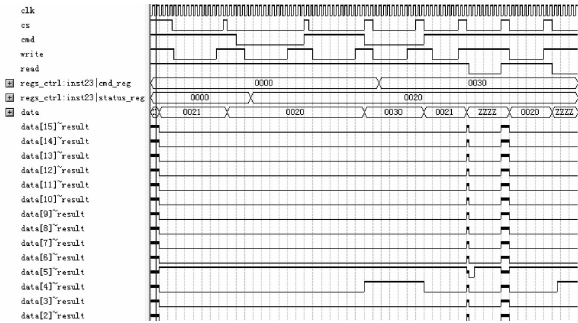 clk
cs
cmd
write
read
regs_ctrl:inst23|cmd_reg 0000 0030
regs_ctrl:inst23|status_reg 0000 0020
data 0021 0020 0030 0021 ZZZZ 0020 ZZZZ
data[15]~result
data[14]~result
data[13]~result
data[12]~result
data[11]~result
data[10]~result
data[9]~result
data[8]~result
data[7]~result
data[6]~result
data[5]~result
data[4]~result
data[3]~result
data[2]~result